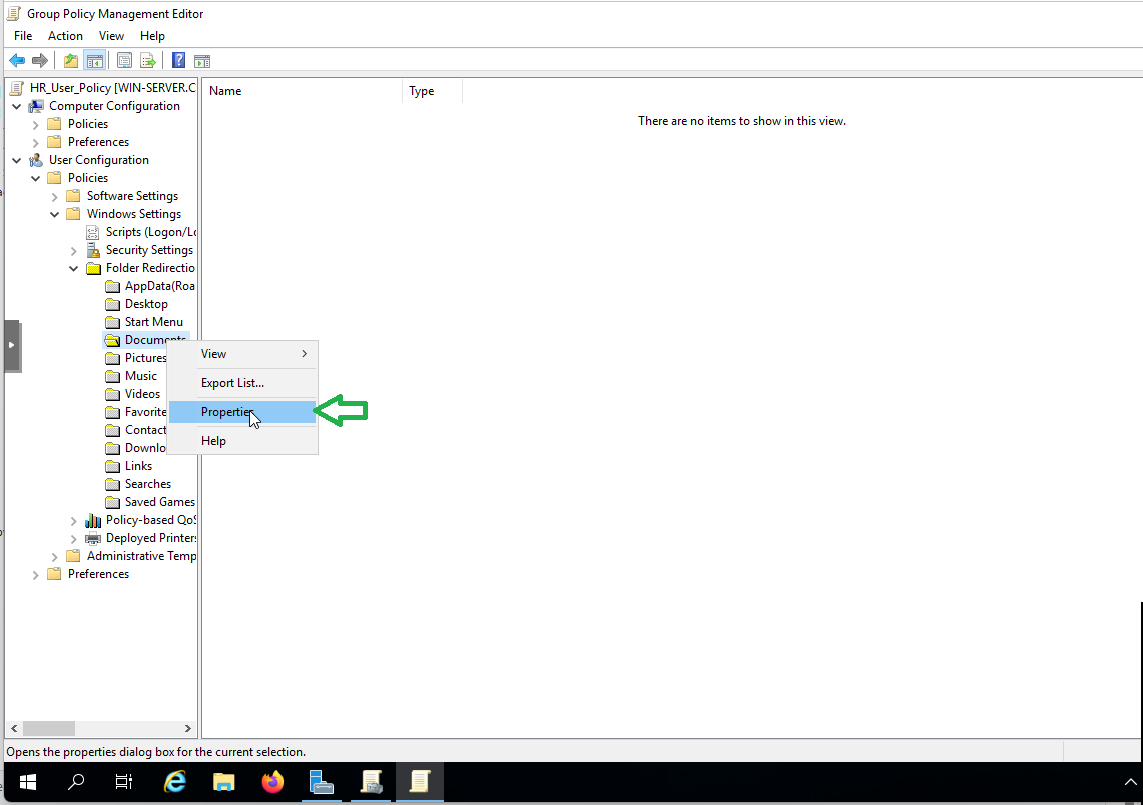 Group Policy Management Editor
File Action View Help
HR_User_Policy [WIN-SERVER.C
Name Type
Computer Configuration
There are no items to show in this view.
Policies
Preferences
User Configuration
Policies
Software Settings
Windows Settings
Scripts (Logon/Lo
Security Settings
Folder Redirectio
AppData(Roa
Desktop
Start Menu
Documents
View
Pictures
Music
Export List...
Videos
Favorite
Properties
Contact
Downlo
Help
Links
Searches
Saved Games
Policy-based QoS
Deployed Printers
Administrative Temp
Preferences
Opens the properties dialog box for the current selection.